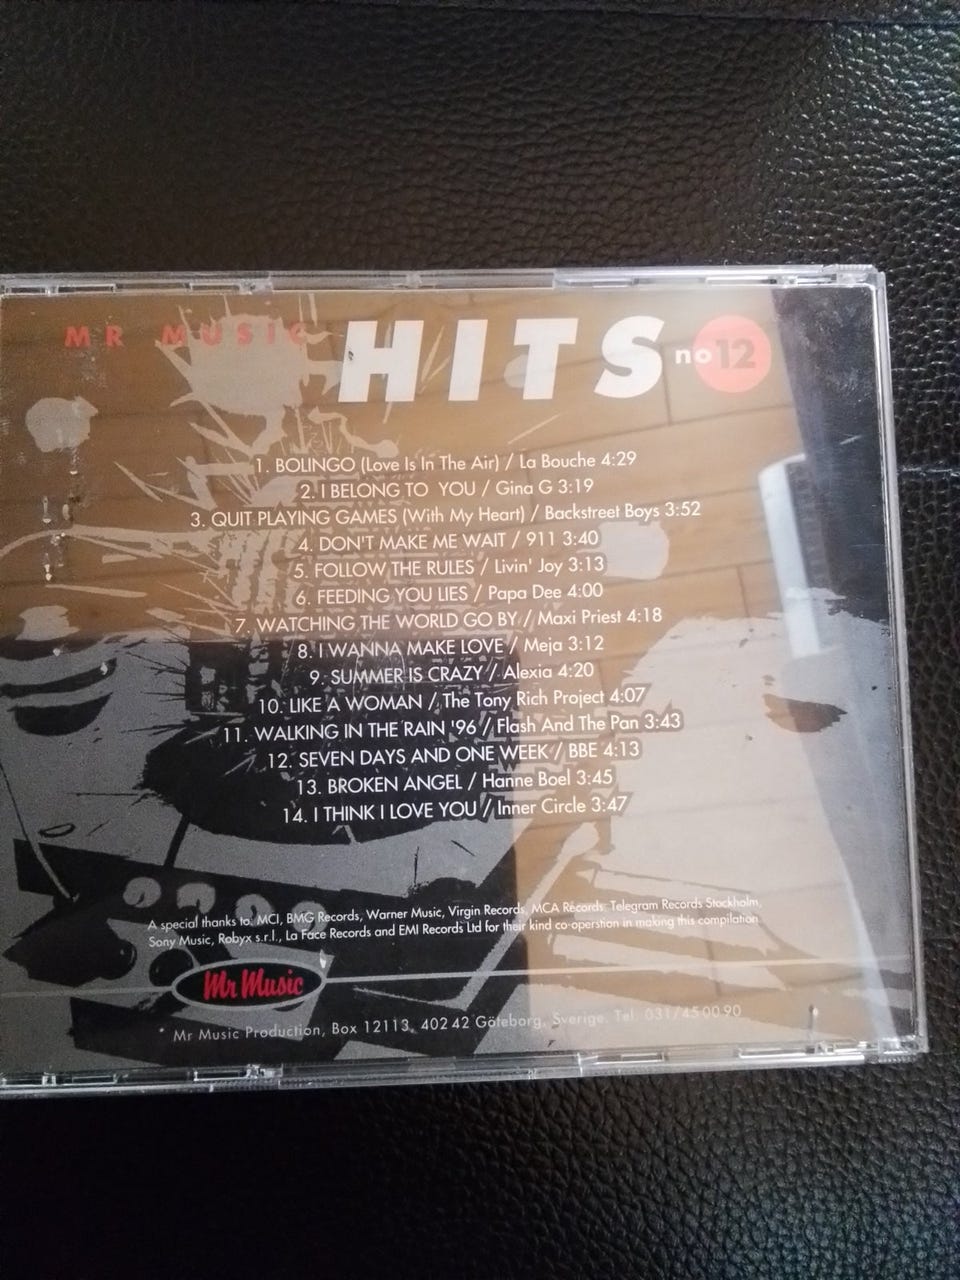 MR MUSIC HITS no 12
1. BOLINGO (Love Is In The Air) / La Bouche 4:29
2. I BELONG TO YOU / Gina G 3:19
3. QUIT PLAYING GAMES (With My Heart) / Backstreet Boys 3:52
4. DON'T MAKE ME WAIT / 911 3:40
5. FOLLOW THE RULES / Livin' Joy 3:13
6. FEEDING YOU LIES / Papa Dee 4:00
7. WATCHING THE WORLD GO BY / Maxi Priest 4:18
8. I WANNA MAKE LOVE / Meja 3:12
9. SUMMER IS CRAZY / Alexia 4:20
10. LIKE A WOMAN / The Tony Rich Project 4:07
11. WALKING IN THE RAIN '96 / Flash And The Pan 3:43
12. SEVEN DAYS AND ONE WEEK / BBE 4:13
13. BROKEN ANGEL / Hanne Boel 3:45
14. I THINK I LOVE YOU / Inner Circle 3:47
A special thanks to: MCI, BMG Records, Warner Music, Virgin Records, MCA Records, Telegram Records Stockholm,
Sony Music, Robyx s.r.l., La Face Records and EMI Records Ltd for their kind co-operstion in making this compilation.
Mr Music
Mr Music Production, Box 12113, 402 42 Göteborg, Sverige. Tel: 031/45 00 90